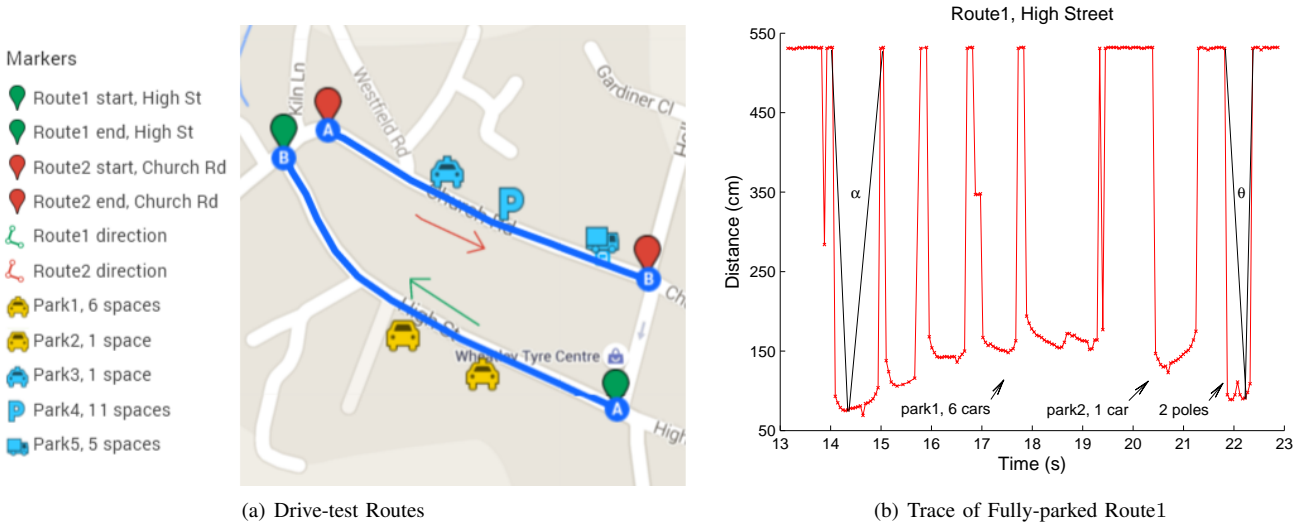 Markers
Route1 start, High St
Route1 end, High St
Route2 start, Church Rd
Route2 end, Church Rd
Route1 direction
Route2 direction
Park1, 6 spaces
Park2, 1 space
Park3, 1 space
Park4, 11 spaces
Park5, 5 spaces
Kiln Ln
Westfield Rd
Gardiner Cl
Holl
A
B
Church Rd
P
B
Chu
High St
Wheatley Tyre Centre
A
High
(a) Drive-test Routes
Route1, High Street
550
450
350
250
150
50
Distance (cm)
α
θ
park1, 6 cars
park2, 1 car
2 poles
13 14 15 16 17 18 19 20 21 22 23
Time (s)
(b) Trace of Fully-parked Route1